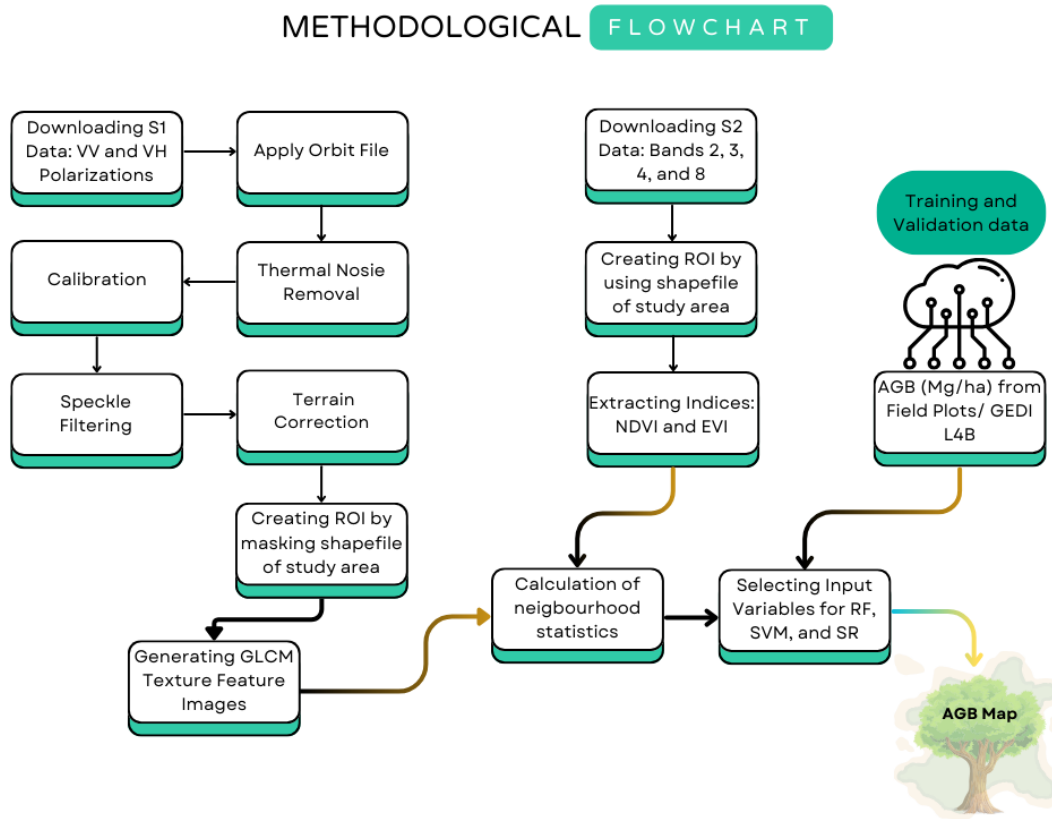 METHODOLOGICAL FLOWCHART
Downloading S1
Data: VV and VH
Polarizations
Apply Orbit File
Calibration
Thermal Nosie
Removal
Speckle
Filtering
Terrain
Correction
Creating ROI by
masking shapefile
of study area
Generating GLCM
Texture Feature
Images
Downloading S2
Data: Bands 2, 3,
4, and 8
Creating ROI by
using shapefile
of study area
Extracting Indices:
NDVI and EVI
Calculation of
neigbourhood
statistics
Training and
Validation data
AGB (Mg/ha) from
Field Plots/ GEDI
L4B
Selecting Input
Variables for RF,
SVM, and SR
AGB Map